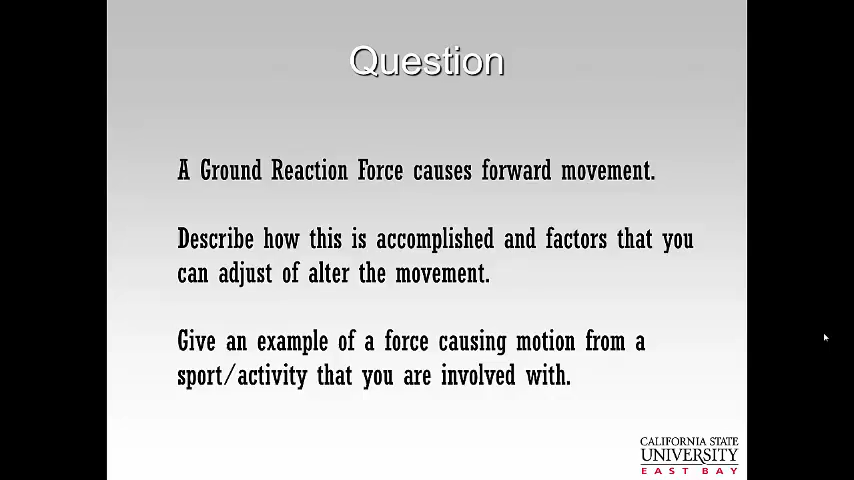 Question
A Ground Reaction Force causes forward movement.
Describe how this is accomplished and factors that you
can adjust of alter the movement.
Give an example of a force causing motion from a
sport/activity that you are involved with.
CALIFORNIA STATE
UNIVERSITY
EAST BAY